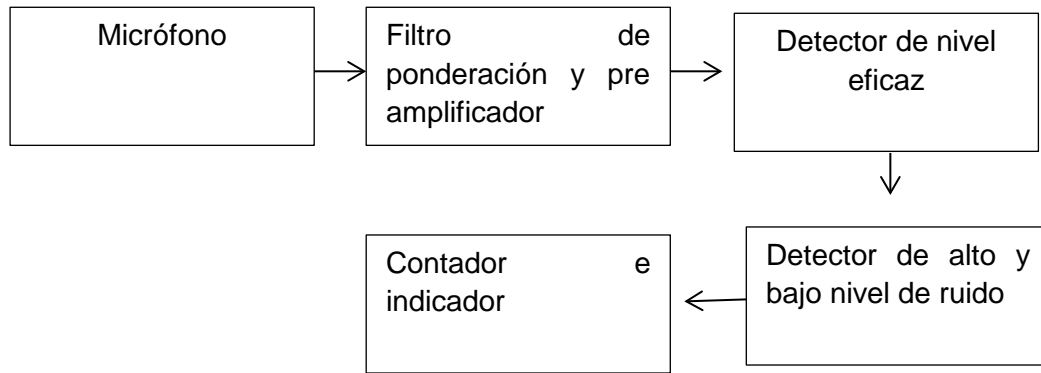 Micrófono
Filtro de
ponderación y pre
amplificador
Detector de nivel
eficaz
Detector de alto y
bajo nivel de ruido
Contador e
indicador